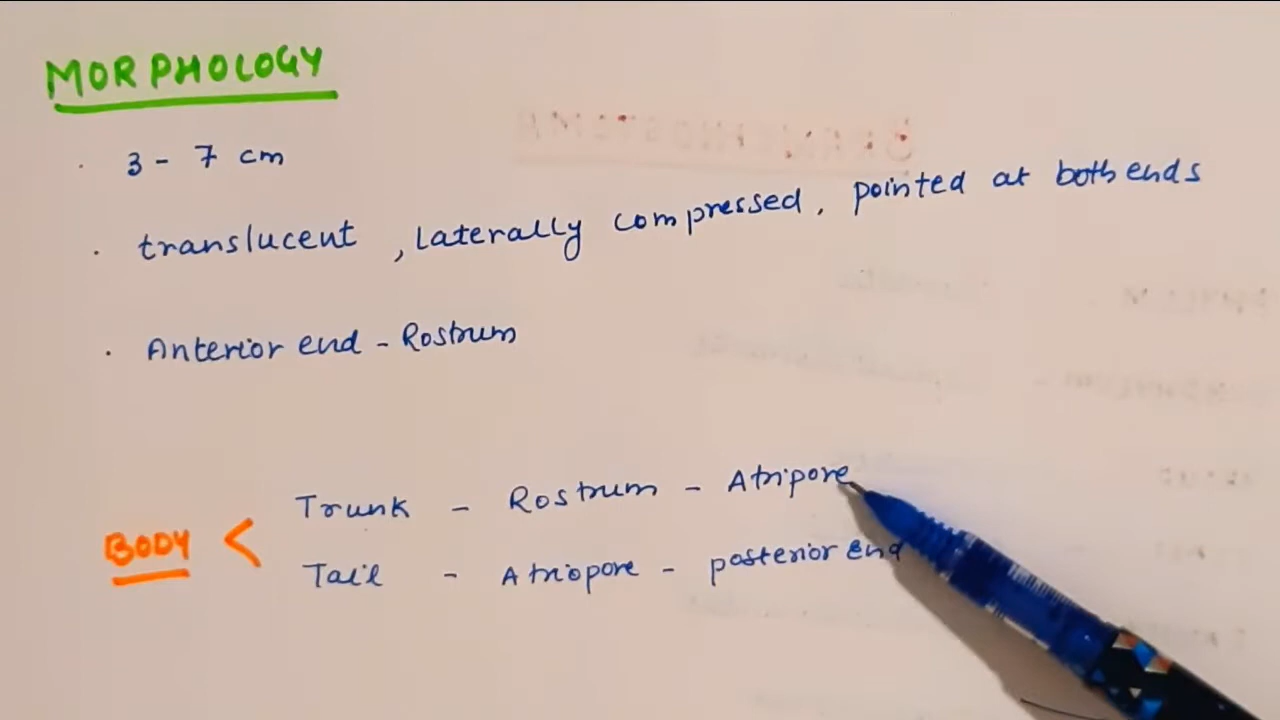 MORPHOLOGY
· 3 - 7 cm
· translucent , laterally compressed, pointed at both ends
· Anterior end - Rostrum
BODY <
Trunk - Rostrum - Atripore
Tail - Atriopore - posterior end